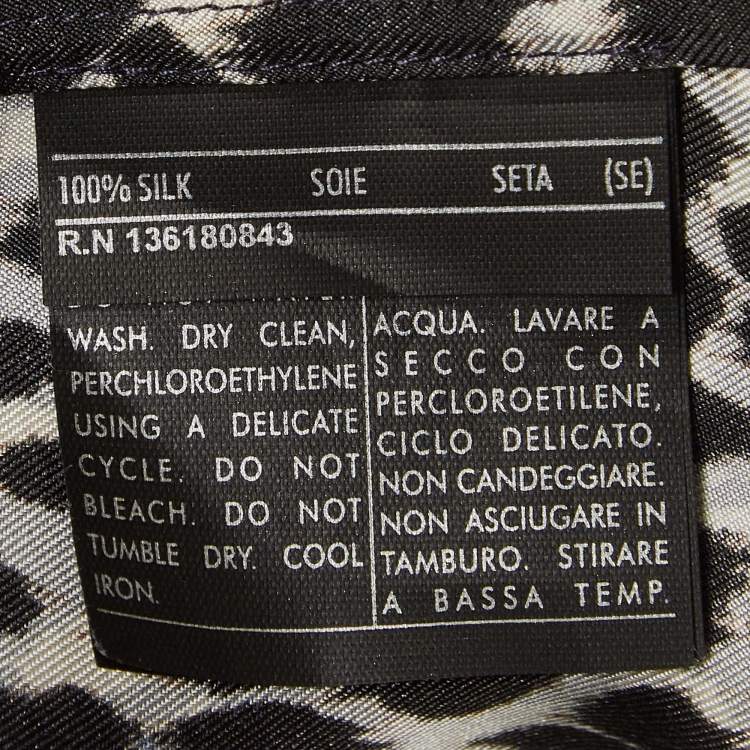 100% SILK SOIE SETA (SE)
R.N 136180843
WASH. DRY CLEAN,
PERCHLOROETHYLENE
USING A DELICATE
CYCLE. DO NOT
BLEACH. DO NOT
TUMBLE DRY. COOL
IRON.
ACQUA. LAVARE A
SECCO CON
PERCLOROETILENE,
CICLO DELICATO.
NON CANDEGGIARE.
NON ASCIUGARE IN
TAMBURO. STIRARE
A BASSA TEMP.